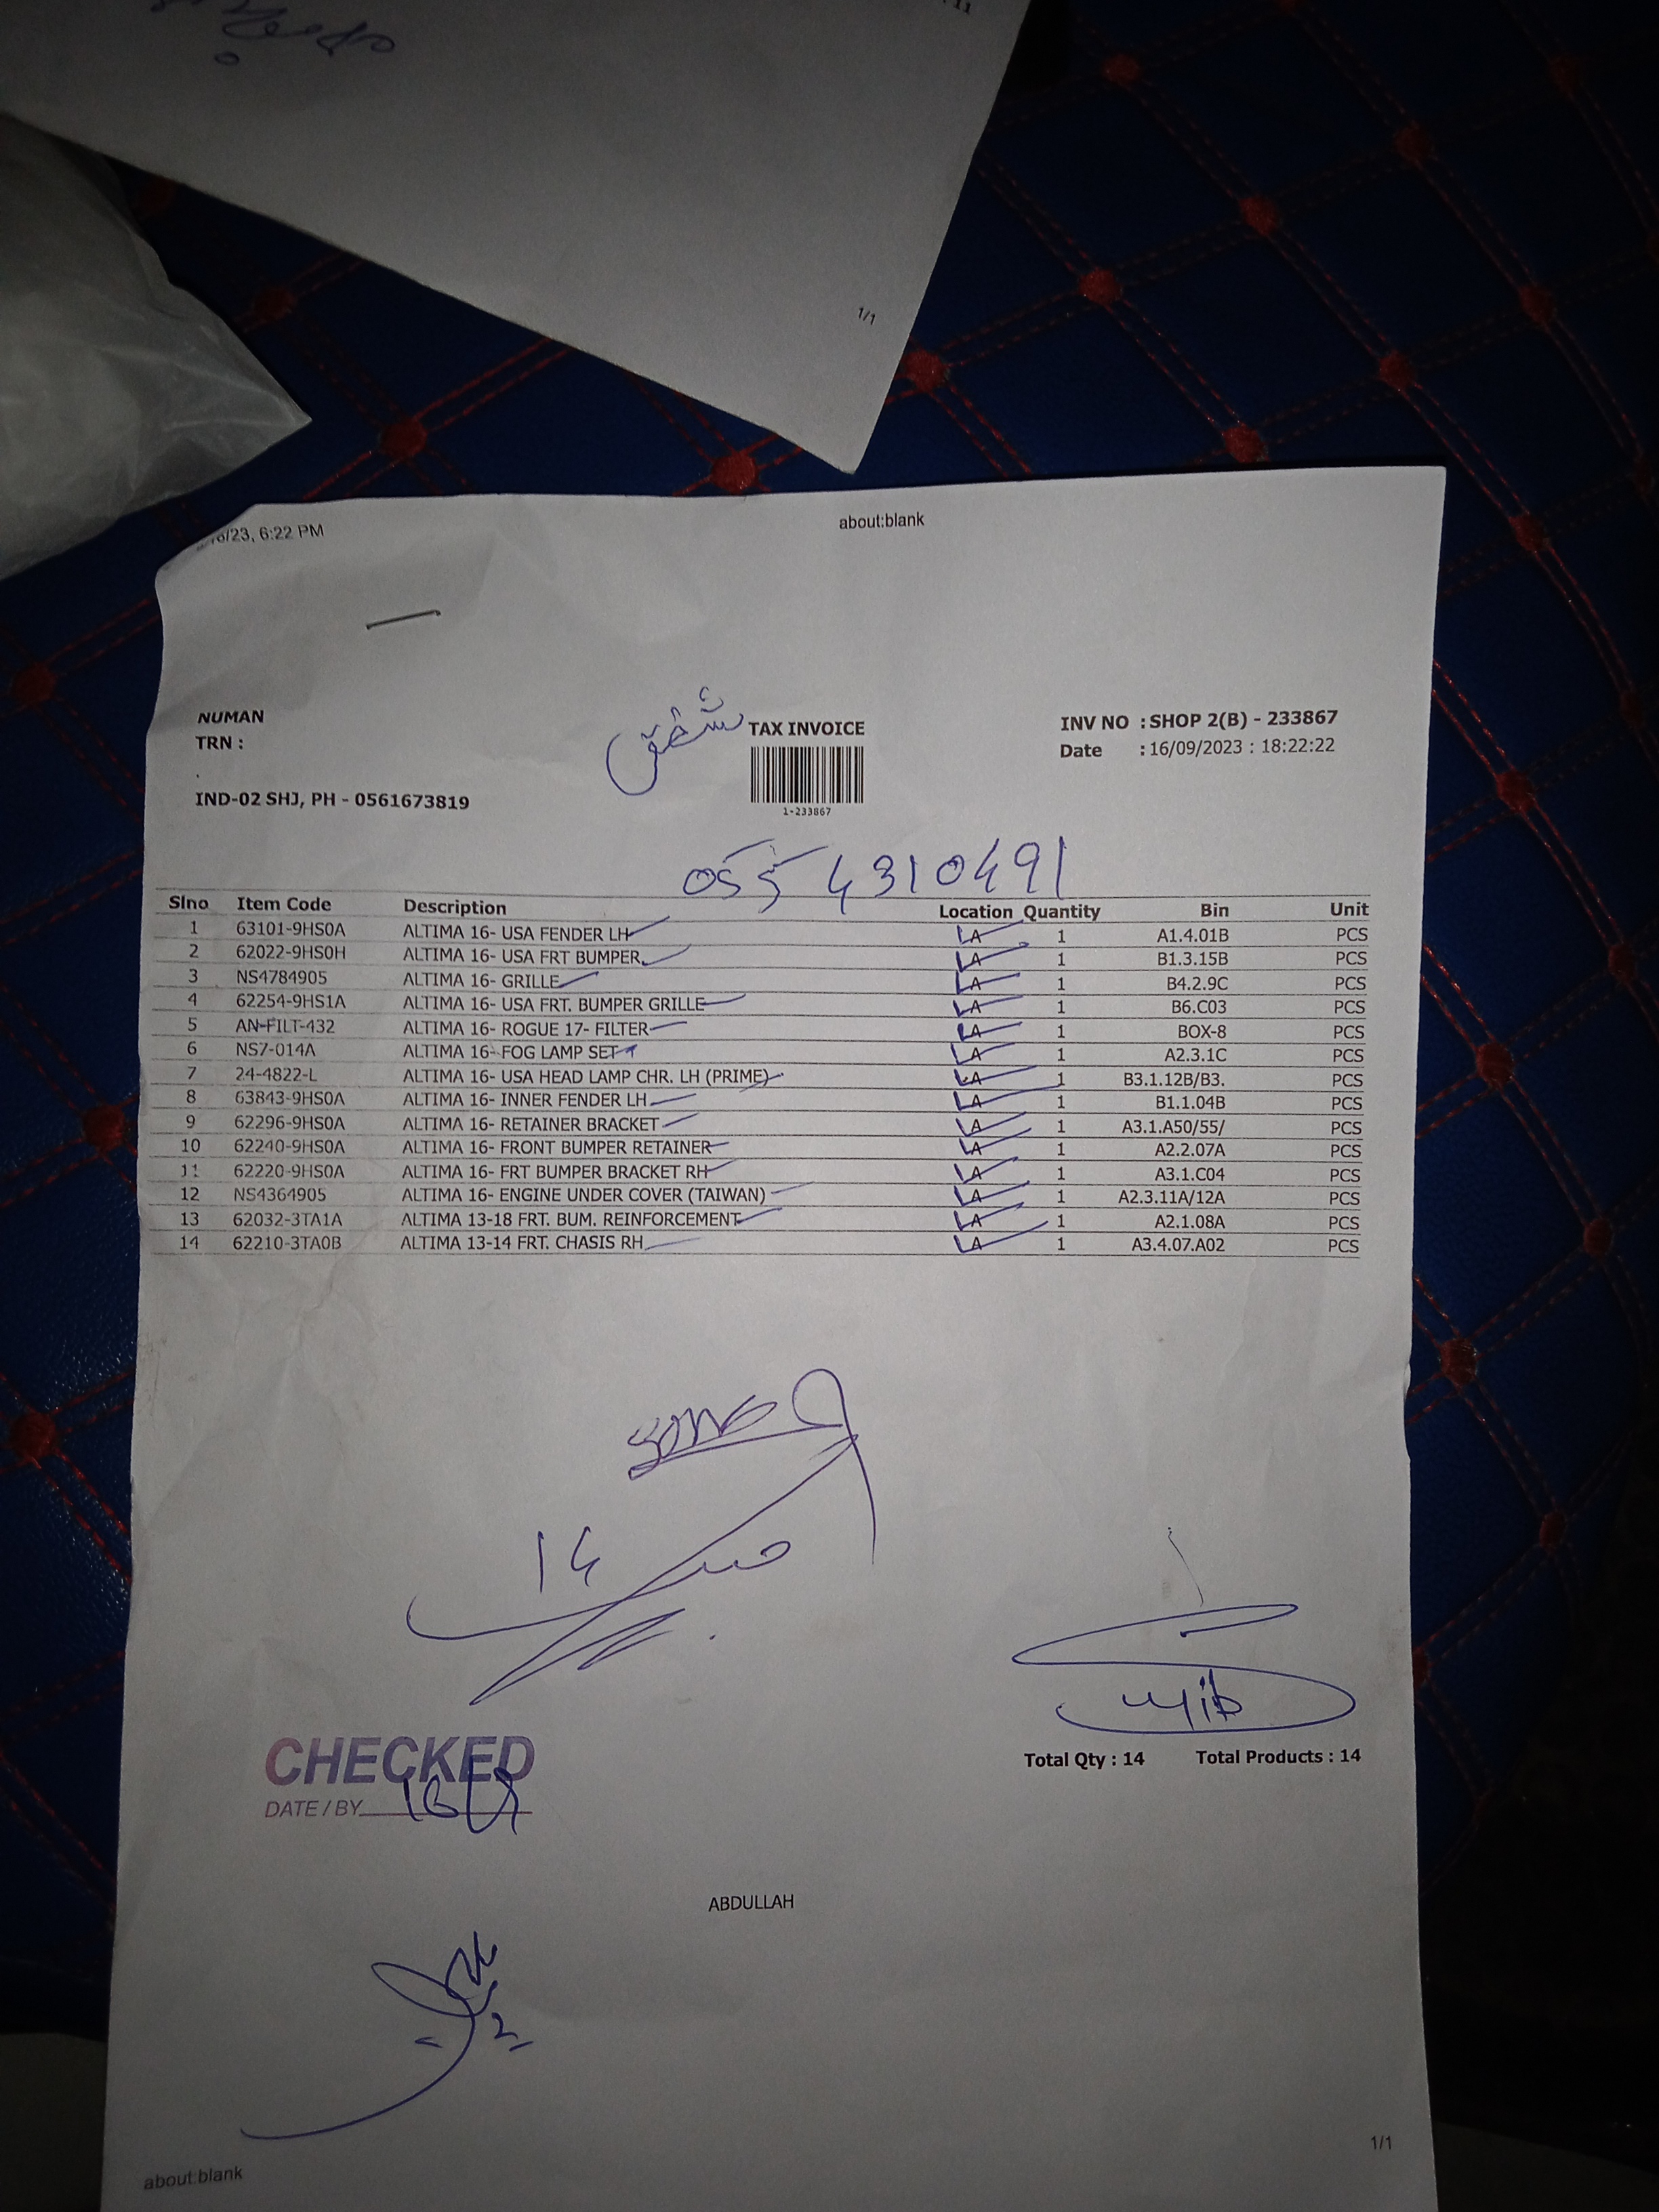 1/1
about:blank
6:22 PM
NUMAN
TRN :
شفق
TAX INVOICE
1-233867
INV NO : SHOP 2(B) - 233867
Date : 16/09/2023 : 18:22:22
IND-02 SHJ, PH - 0561673819
055 4310491
Slno Item Code Description Location Quantity Bin Unit
1 63101-9HS0A ALTIMA 16- USA FENDER LH LA 1 A1.4.01B PCS
2 62022-9HS0H ALTIMA 16- USA FRT BUMPER LA 1 B1.3.15B PCS
3 NS4784905 ALTIMA 16- GRILLE LA 1 B4.2.9C PCS
4 62254-9HS1A ALTIMA 16- USA FRT. BUMPER GRILLE LA 1 B6.C03 PCS
5 AN-FILT-432 ALTIMA 16- ROGUE 17- FILTER LA 1 BOX-8 PCS
6 NS7-014A ALTIMA 16- FOG LAMP SET LA 1 A2.3.1C PCS
7 24-4822-L ALTIMA 16- USA HEAD LAMP CHR. LH (PRIME) LA 1 B3.1.12B/B3. PCS
8 63843-9HS0A ALTIMA 16- INNER FENDER LH LA 1 B1.1.04B PCS
9 62296-9HS0A ALTIMA 16- RETAINER BRACKET LA 1 A3.1.A50/55/ PCS
10 62240-9HS0A ALTIMA 16- FRONT BUMPER RETAINER LA 1 A2.2.07A PCS
11 62220-9HS0A ALTIMA 16- FRT BUMPER BRACKET RH LA 1 A3.1.C04 PCS
12 NS4364905 ALTIMA 16- ENGINE UNDER COVER (TAIWAN) LA 1 A2.3.11A/12A PCS
13 62032-3TA1A ALTIMA 13-18 FRT. BUM. REINFORCEMENT LA 1 A2.1.08A PCS
14 62210-3TA0B ALTIMA 13-14 FRT. CHASIS RH LA 1 A3.4.07.A02 PCS
14
CHECKED
DATE / BY 16
Total Qty : 14 Total Products : 14
ABDULLAH
about:blank
1/1